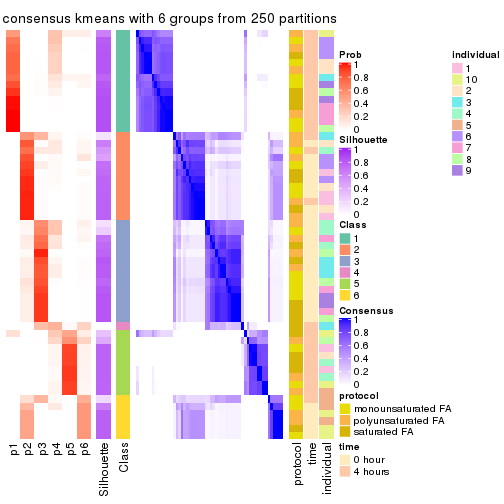 consensus kmeans with 6 groups from 250 partitions
Prob
1
0.8
0.6
0.4
0.2
0
Silhouette
1
0.8
0.6
0.4
0.2
0
Class
1
2
3
4
5
6
Consensus
1
0.8
0.6
0.4
0.2
0
protocol
monounsaturated FA
polyunsaturated FA
saturated FA
time
0 hour
4 hours
individual
1
10
2
3
4
5
6
7
8
9
p1
p2
p3
p4
p5
p6
Silhouette
Class
protocol
time
individual